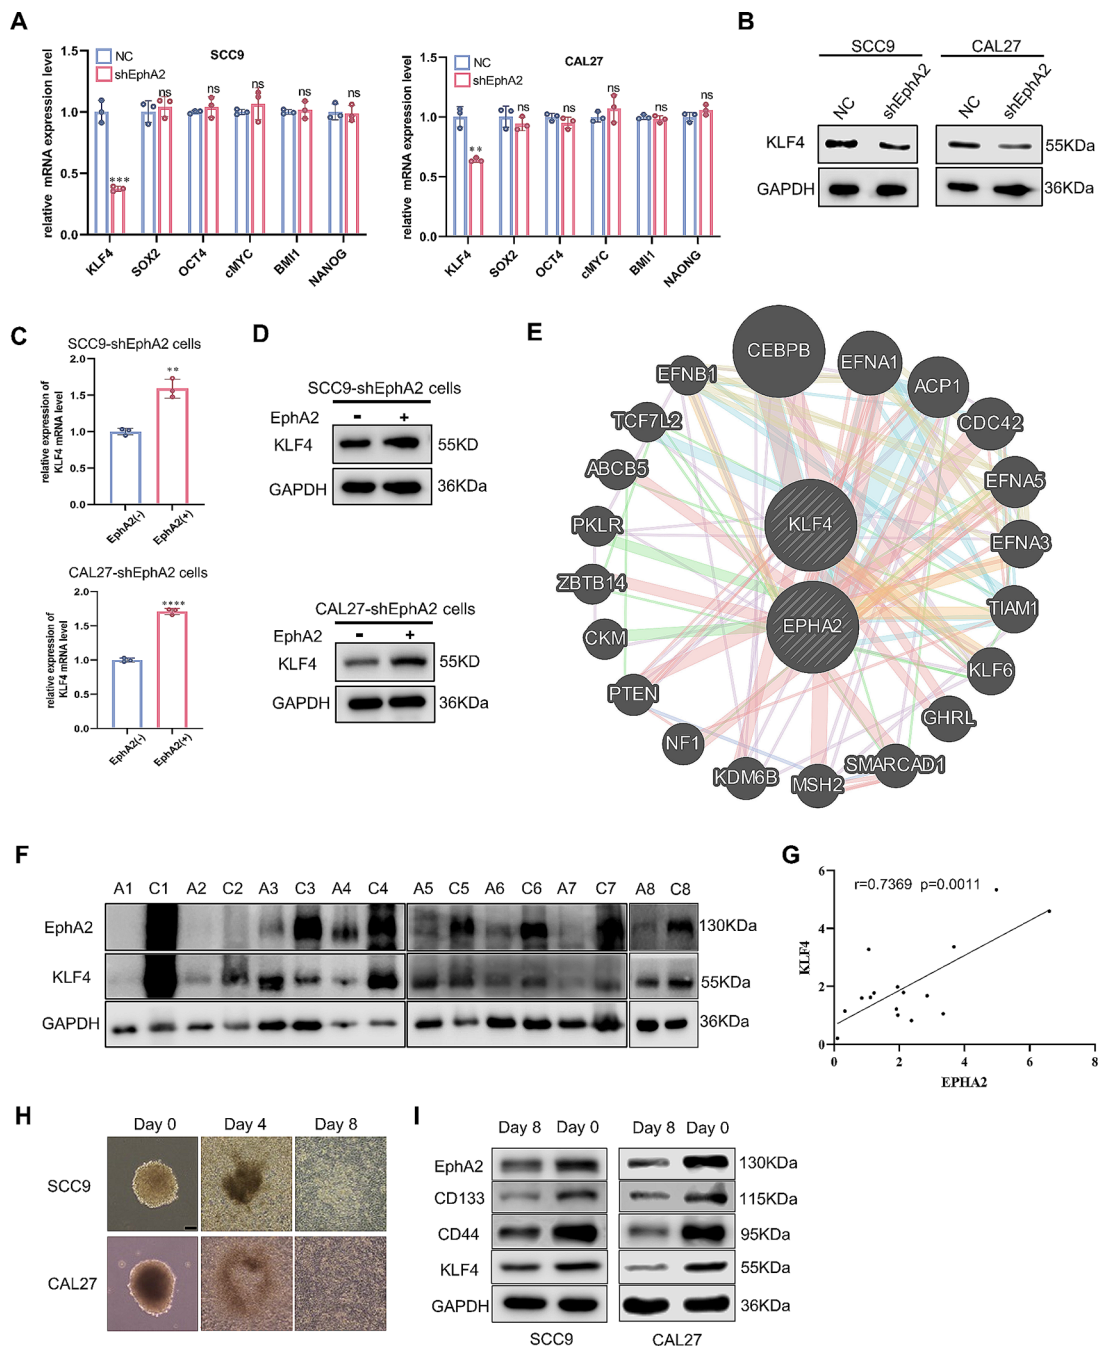 A
1.5
1.0
0.5
0.0
relative mRNA expression level
NC
shEphA2
SCC9
***
ns
ns
ns
ns
ns
KLF4
SOX2
OCT4
cMYC
BMI1
NANOG
1.5
1.0
0.5
0.0
relative mRNA expression level
NC
shEphA2
CAL27
**
ns
ns
ns
ns
ns
KLF4
SOX2
OCT4
cMYC
BMI1
NAONG
B
SCC9 CAL27
NC shEphA2 NC shEphA2
KLF4 55KDa
GAPDH 36KDa
C
SCC9-shEphA2 cells
relative expression of
KLF4 mRNA level
2.0
1.5
1.0
0.5
0.0
**
EphA2(-)
EphA2(+)
CAL27-shEphA2 cells
relative expression of
KLF4 mRNA level
2.0
1.5
1.0
0.5
0.0
****
EphA2(-)
EphA2(+)
D
SCC9-shEphA2 cells
EphA2 - +
KLF4 55KD
GAPDH 36KDa
CAL27-shEphA2 cells
EphA2 - +
KLF4 55KD
GAPDH 36KDa
E
CEBPB
EFNA1
ACP1
CDC42
EFNA5
EFNA3
TIAM1
KLF6
GHRL
SMARCAD1
MSH2
KDM6B
NF1
PTEN
CKM
ZBTB14
PKLR
ABCB5
TCF7L2
EFNB1
KLF4
EPHA2
F
A1 C1 A2 C2 A3 C3 A4 C4 A5 C5 A6 C6 A7 C7 A8 C8
EphA2 130KDa
KLF4 55KDa
GAPDH 36KDa
G
r=0.7369 p=0.0011
KLF4
6
4
2
0
0 2 4 6 8
EPHA2
H
Day 0 Day 4 Day 8
SCC9
CAL27
I
Day 8 Day 0 Day 8 Day 0
EphA2 130KDa
CD133 115KDa
CD44 95KDa
KLF4 55KDa
GAPDH 36KDa
SCC9 CAL27